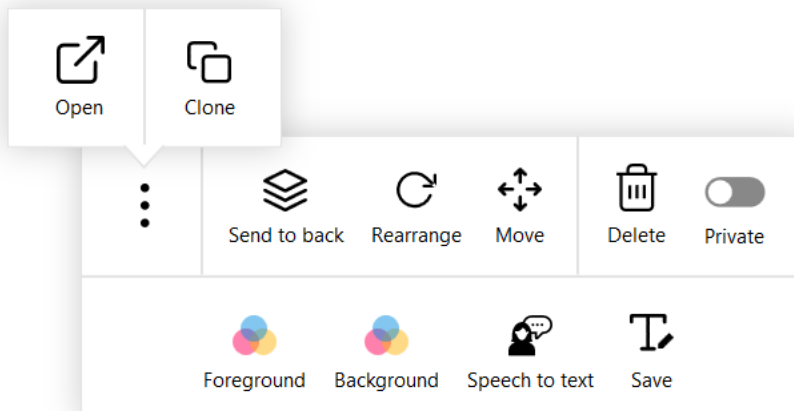 Open Clone
Send to back Rearrange Move Delete Private
Foreground Background Speech to text Save